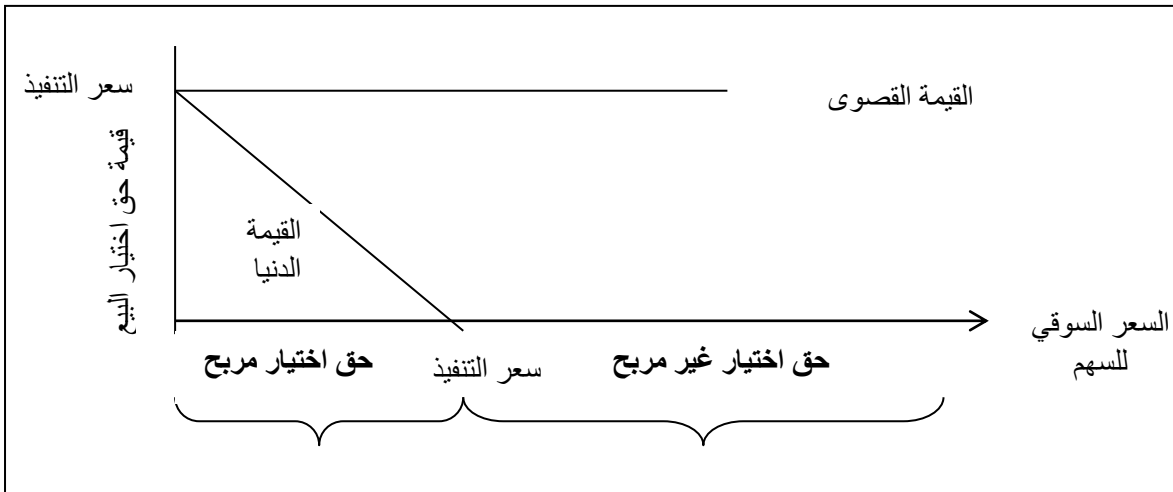 سعر التنفيذ
القيمة القصوى
قيمة حق اختيار البيع
القيمة
الدنيا
السعر السوقي
للسهم
حق اختيار مربح
سعر التنفيذ
حق اختيار غير مربح